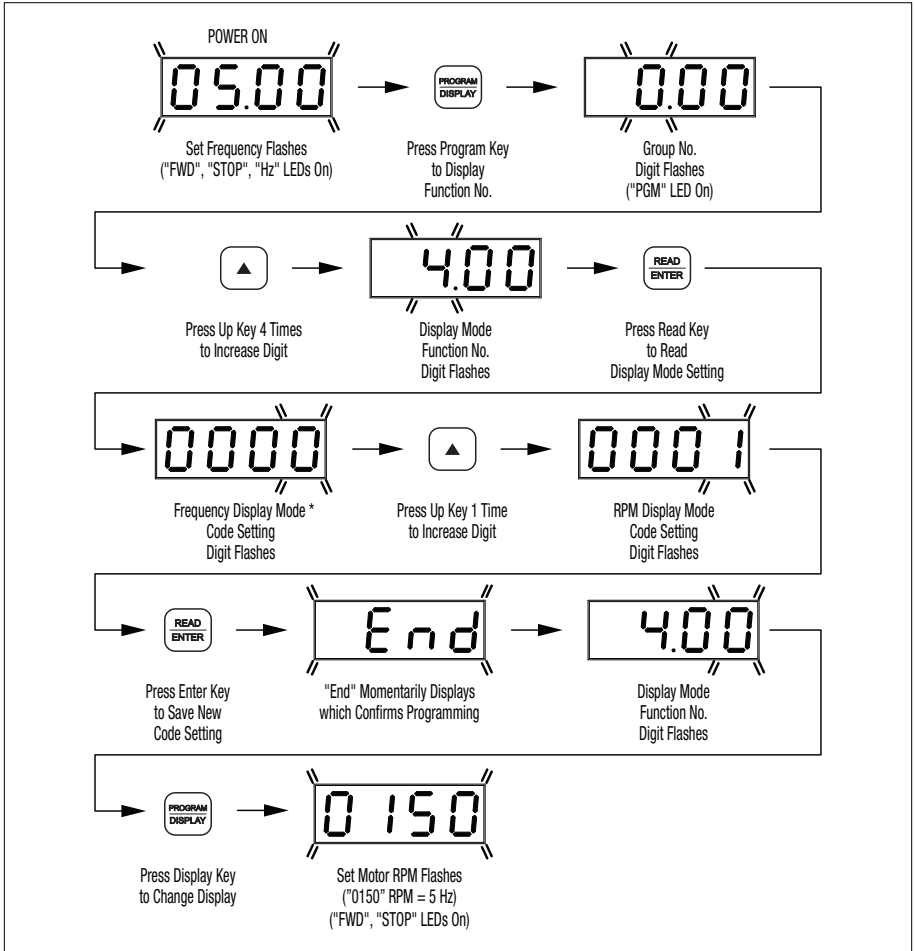 POWER ON
05.00
PROGRAM
DISPLAY
0.00
Set Frequency Flashes
("FWD", "STOP", "Hz" LEDs On)
Press Program Key
to Display
Function No.
Group No.
Digit Flashes
("PGM" LED On)
4.00
READ
ENTER
Press Up Key 4 Times
to Increase Digit
Display Mode
Function No.
Digit Flashes
Press Read Key
to Read
Display Mode Setting
0000
0001
Frequency Display Mode *
Code Setting
Digit Flashes
Press Up Key 1 Time
to Increase Digit
RPM Display Mode
Code Setting
Digit Flashes
READ
ENTER
End
4.00
Press Enter Key
to Save New
Code Setting
"End" Momentarily Displays
which Confirms Programming
Display Mode
Function No.
Digit Flashes
PROGRAM
DISPLAY
0150
Press Display Key
to Change Display
Set Motor RPM Flashes
("0150" RPM = 5 Hz)
("FWD", "STOP" LEDs On)